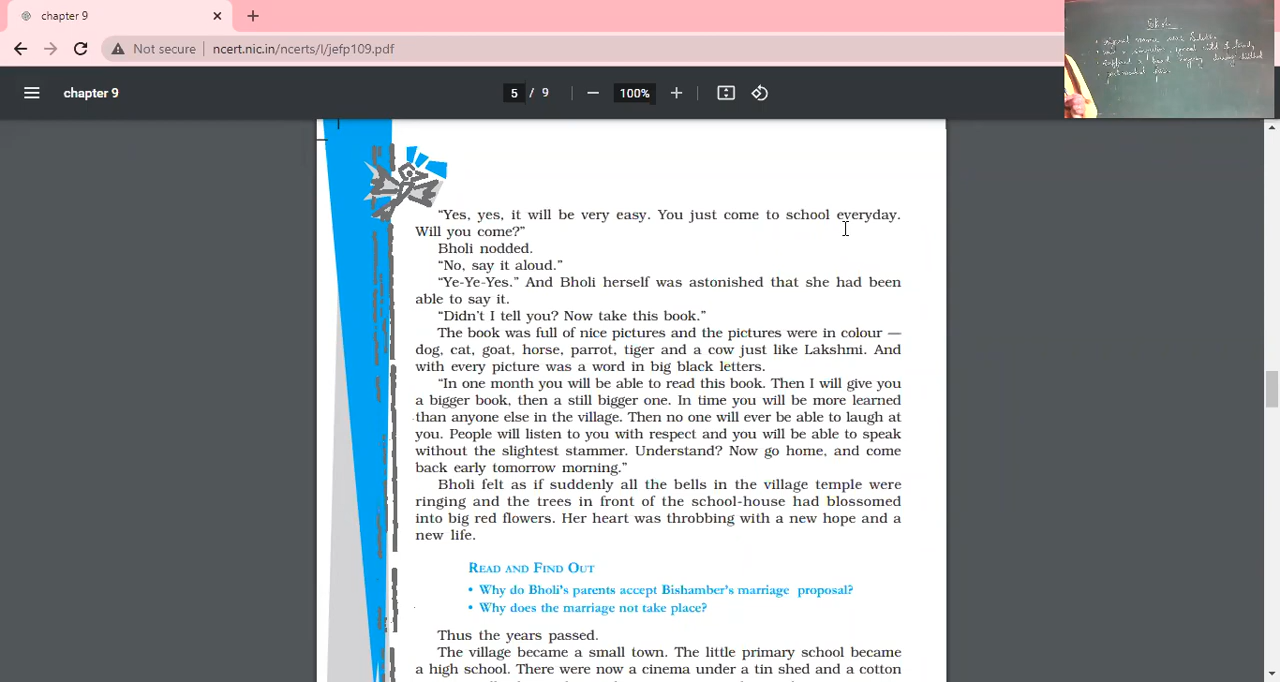 chapter 9
Not secure
ncert.nic.in/ncerts/l/jefp109.pdf
chapter 9
5 / 9
100%
Bholi
“Yes, yes, it will be very easy. You just come to school everyday.
Will you come?”
Bholi nodded.
“No, say it aloud.”
“Ye-Ye-Yes.” And Bholi herself was astonished that she had been
able to say it.
“Didn’t I tell you? Now take this book.”
The book was full of nice pictures and the pictures were in colour —
dog, cat, goat, horse, parrot, tiger and a cow just like Lakshmi. And
with every picture was a word in big black letters.
“In one month you will be able to read this book. Then I will give you
a bigger book, then a still bigger one. In time you will be more learned
than anyone else in the village. Then no one will ever be able to laugh at
you. People will listen to you with respect and you will be able to speak
without the slightest stammer. Understand? Now go home, and come
back early tomorrow morning.”
Bholi felt as if suddenly all the bells in the village temple were
ringing and the trees in front of the school-house had blossomed
into big red flowers. Her heart was throbbing with a new hope and a
new life.
READ AND FIND OUT
• Why do Bholi’s parents accept Bishamber’s marriage proposal?
• Why does the marriage not take place?
Thus the years passed.
The village became a small town. The little primary school became
a high school. There were now a cinema under a tin shed and a cotton